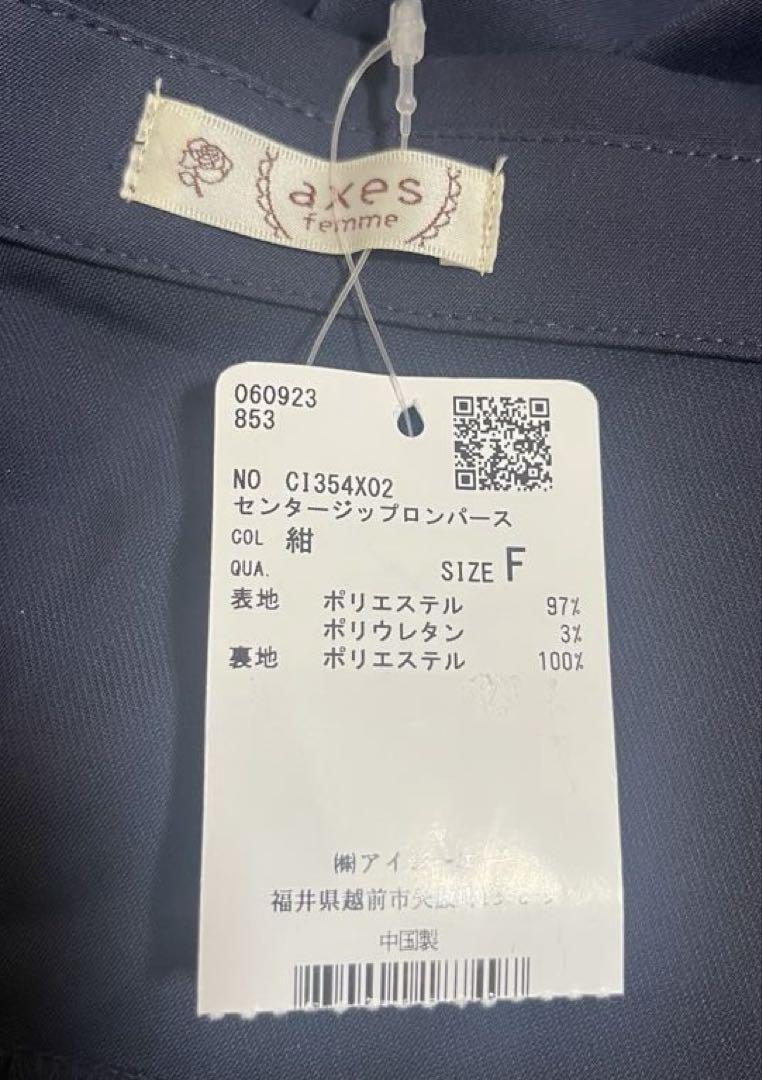 axes
femme
060923
853
NO CI354X02
センタージップロンパース
COL 紺
QUA. SIZE F
表地 ポリエステル 97%
ポリウレタン 3%
裏地 ポリエステル 100%
㈱アイ
福井県越前市
中国製